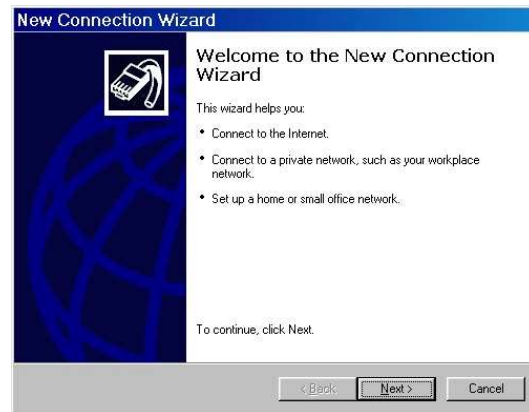 New Connection Wizard
Welcome to the New Connection
Wizard
This wizard helps you:
• Connect to the Internet.
• Connect to a private network, such as your workplace
network.
• Set up a home or small office network.
To continue, click Next.
< Back
Next >
Cancel